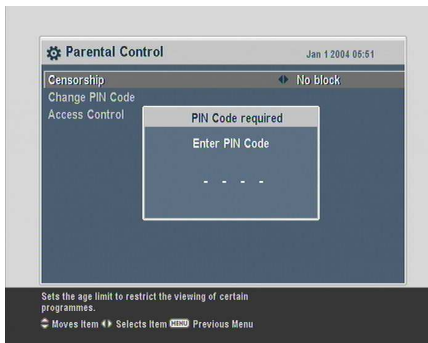 Parental Control
Jan 1 2004 05:51
Censorship No block
Change PIN Code
Access Control
PIN Code required
Enter PIN Code
- - - -
Sets the age limit to restrict the viewing of certain
programmes.
Moves Item Selects Item MENU Previous Menu